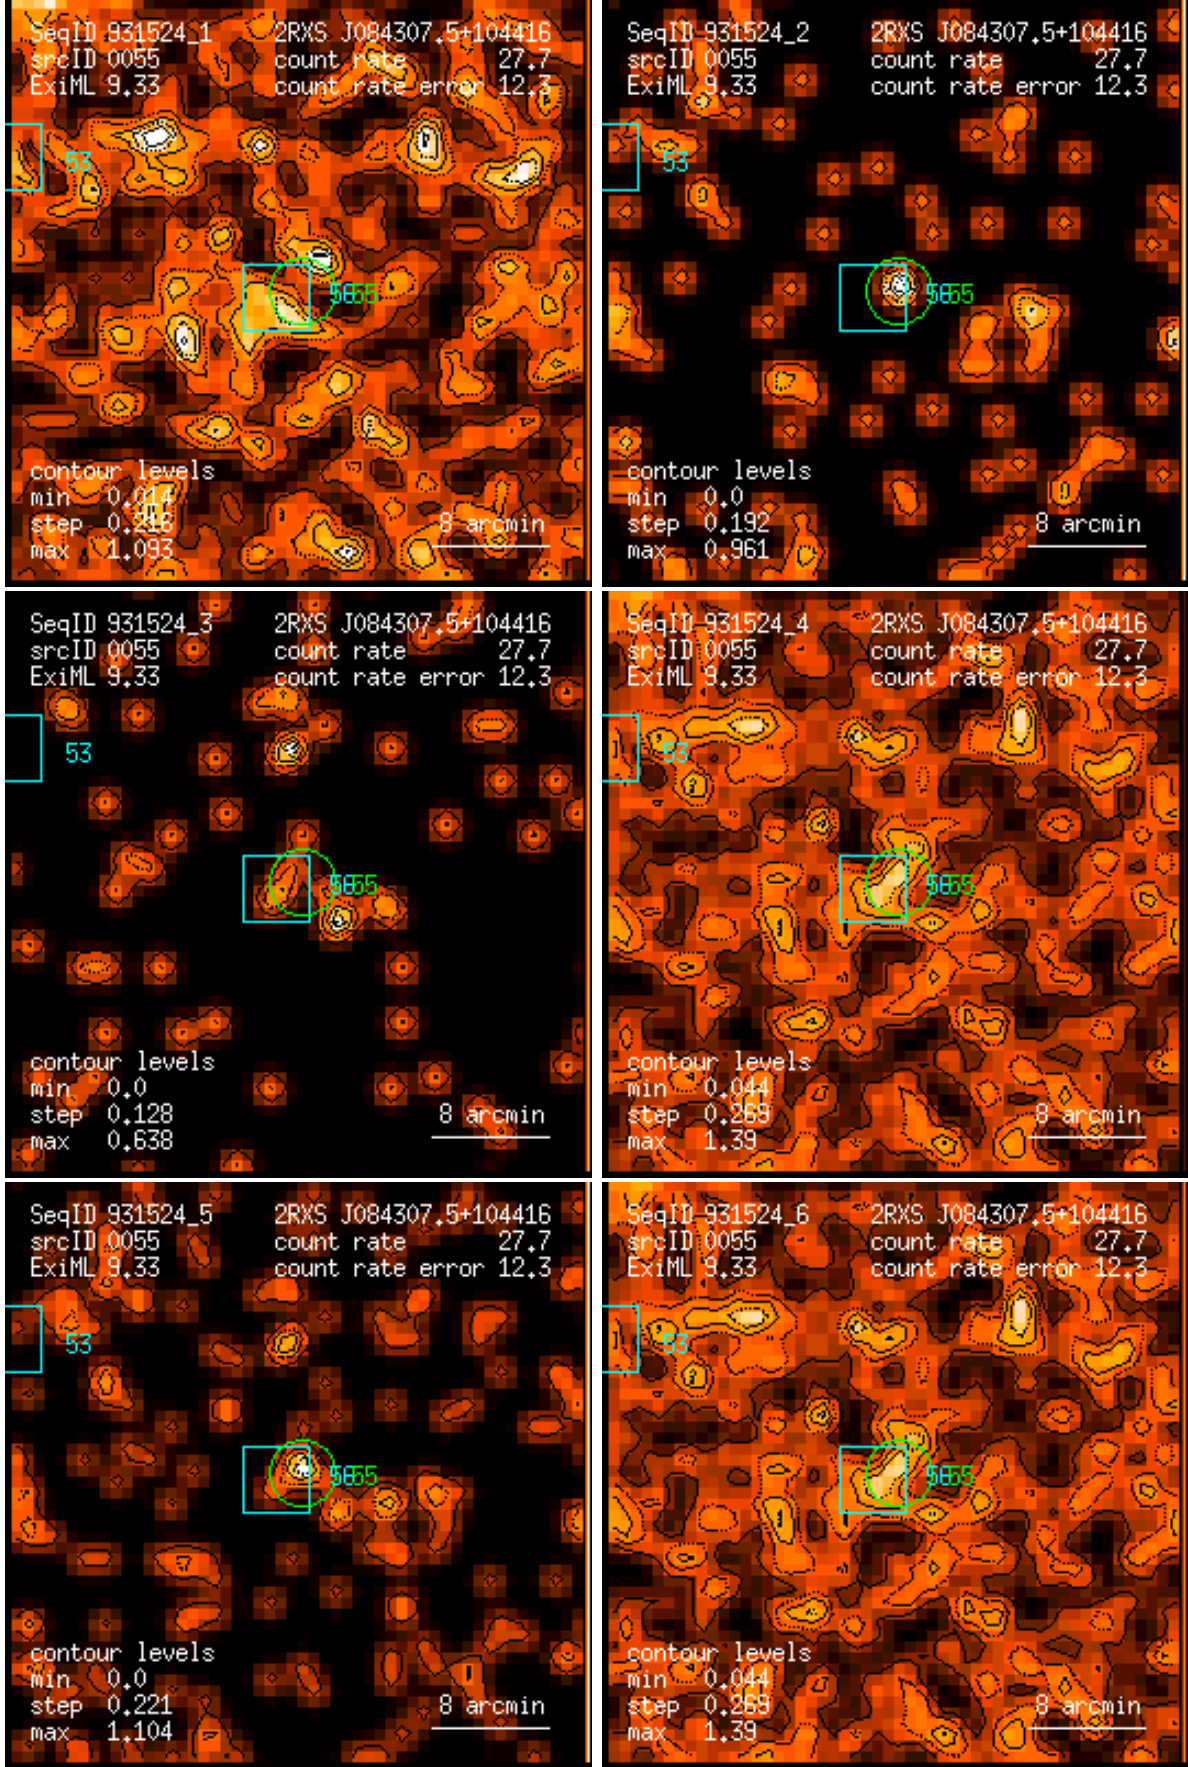 SeqID 931524_1 2RXS J084307.5+104416
srcID 0055 count rate 27.7
ExiML 9.33 count rate error 12.3
53
55
contour levels
min 0.014
step 0.216
max 1.093
8 arcmin
SeqID 931524_2 2RXS J084307.5+104416
srcID 0055 count rate 27.7
ExiML 9.33 count rate error 12.3
53
55
contour levels
min 0.0
step 0.192
max 0.961
8 arcmin
SeqID 931524_3 2RXS J084307.5+104416
srcID 0055 count rate 27.7
ExiML 9.33 count rate error 12.3
53
55
contour levels
min 0.0
step 0.128
max 0.638
8 arcmin
SeqID 931524_4 2RXS J084307.5+104416
srcID 0055 count rate 27.7
ExiML 9.33 count rate error 12.3
53
55
contour levels
min 0.044
step 0.269
max 1.39
8 arcmin
SeqID 931524_5 2RXS J084307.5+104416
srcID 0055 count rate 27.7
ExiML 9.33 count rate error 12.3
53
55
contour levels
min 0.0
step 0.221
max 1.104
8 arcmin
SeqID 931524_6 2RXS J084307.5+104416
srcID 0055 count rate 27.7
ExiML 9.33 count rate error 12.3
53
55
contour levels
min 0.044
step 0.269
max 1.39
8 arcmin